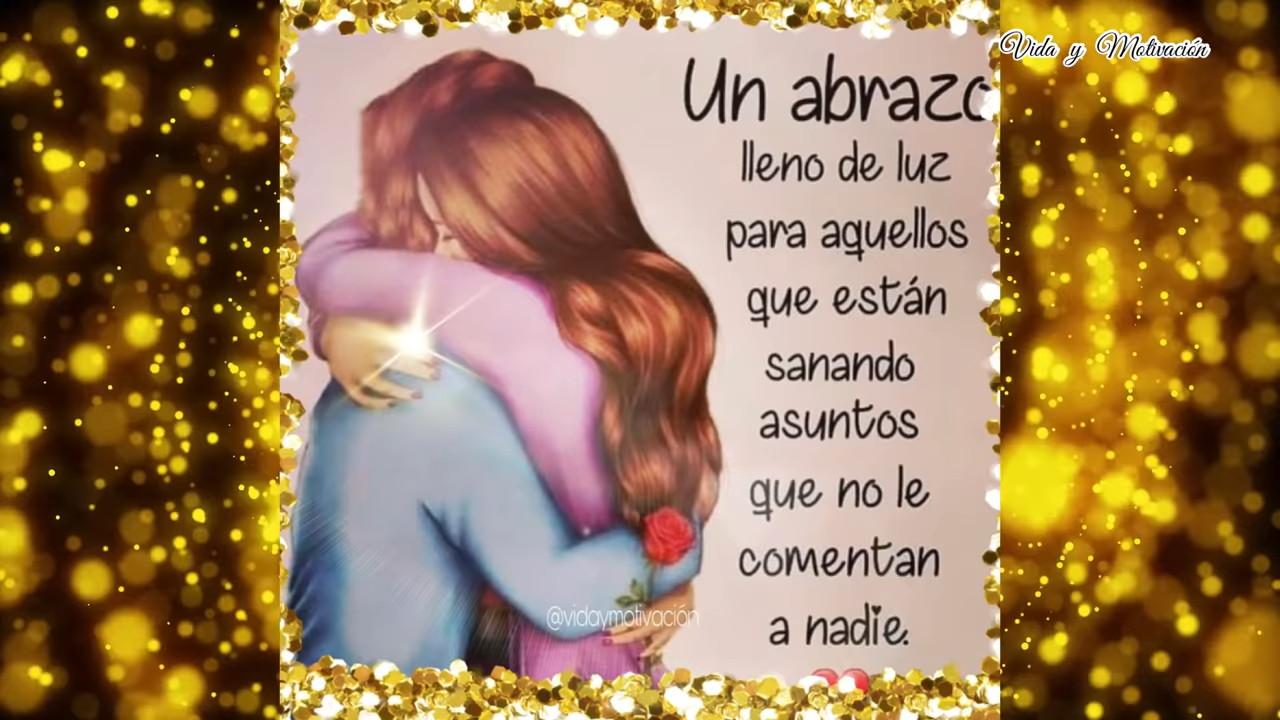 Vida y Motivación
Un abrazo
lleno de luz
para aquellos
que están
sanando
asuntos
que no le
comentan
a nadie.
@vidaymotivación